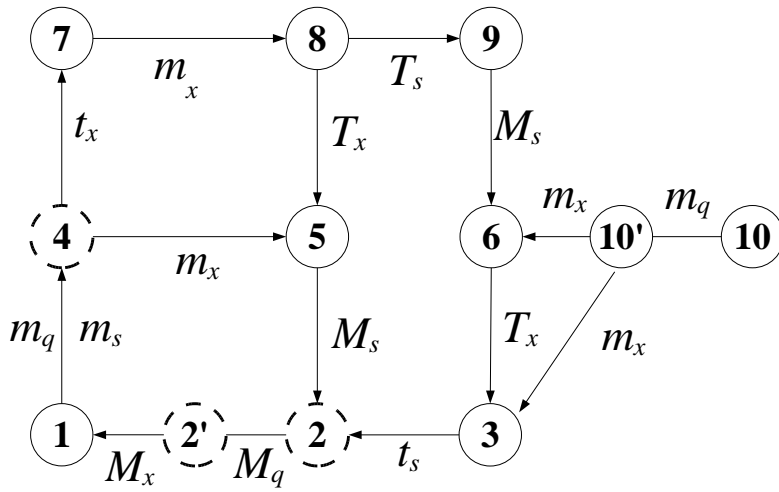 7 8 9
m_x T_s
t_x T_x M_s
m_x m_q
4 5 6 10' 10
m_x
m_q m_s M_s T_x m_x
1 2' 2 3
M_x M_q t_s